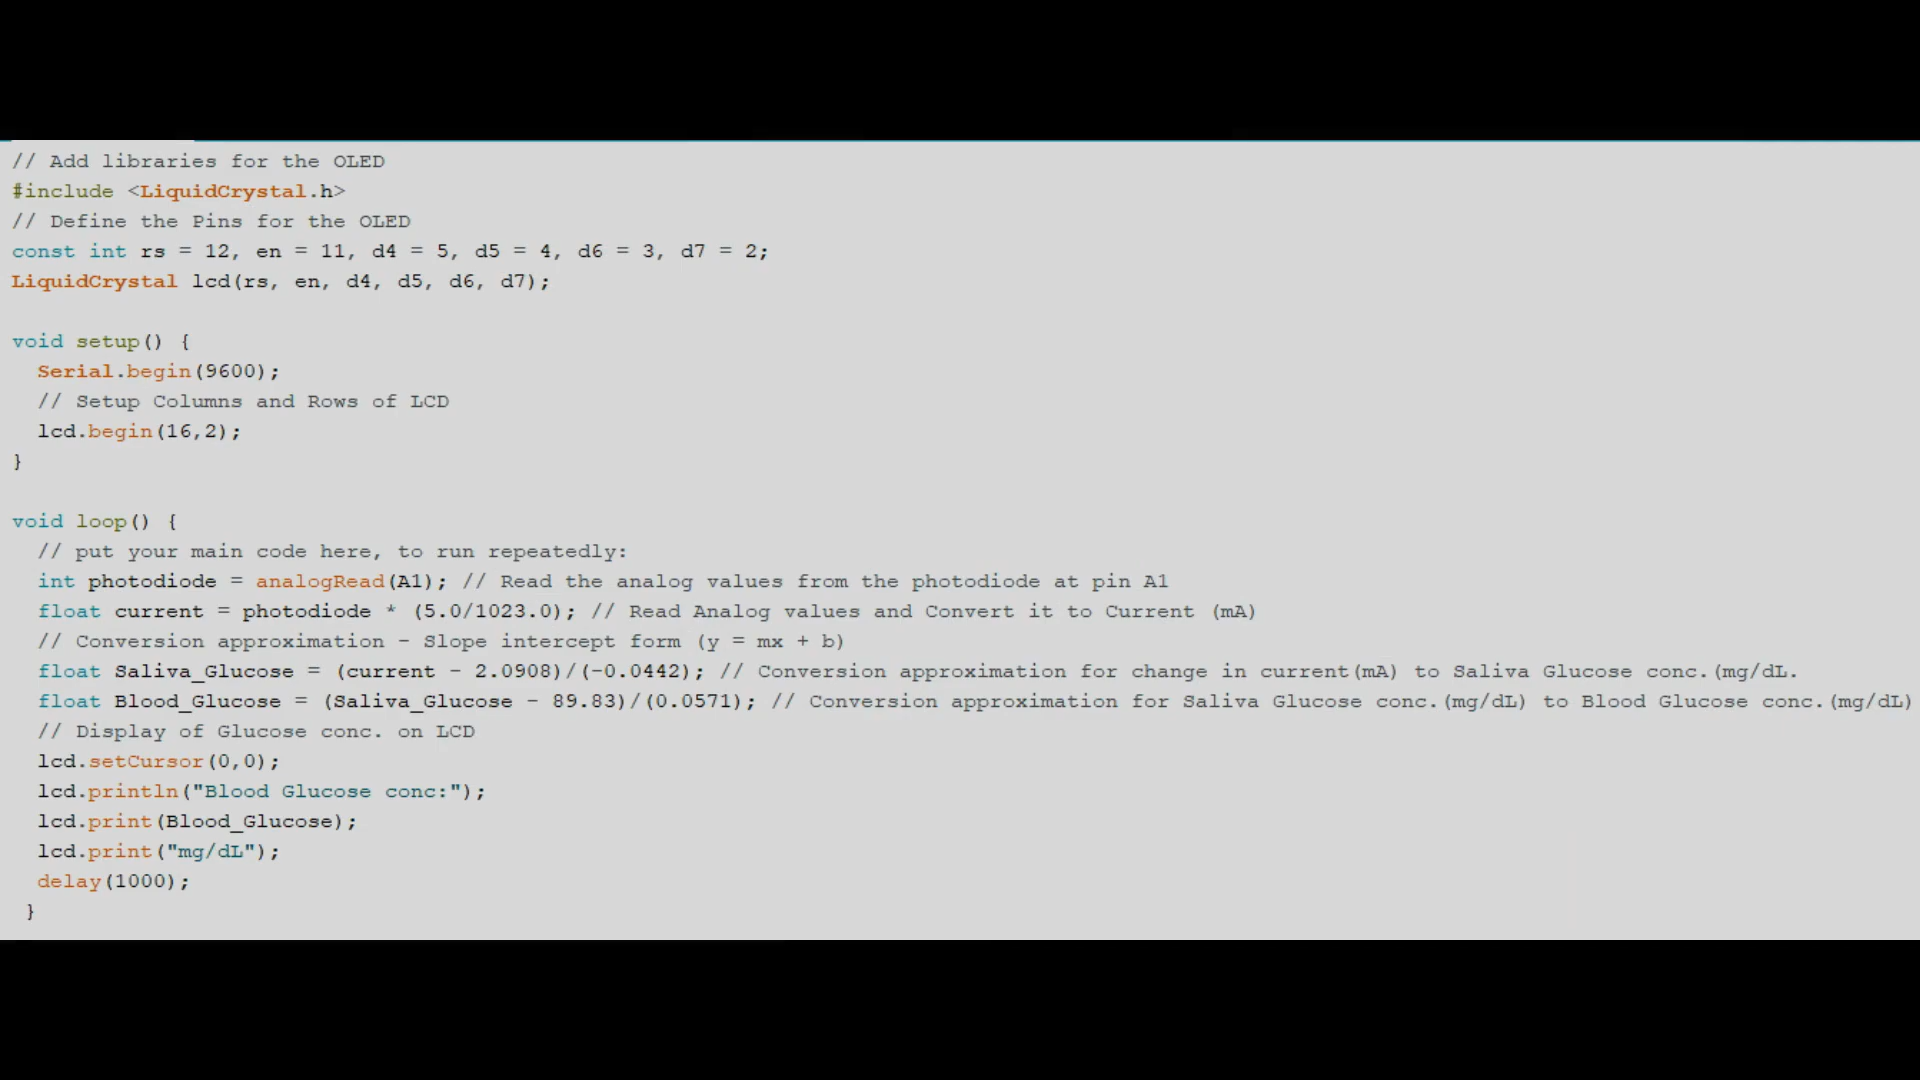 // Add libraries for the OLED
#include <LiquidCrystal.h>
// Define the Pins for the OLED
const int rs = 12, en = 11, d4 = 5, d5 = 4, d6 = 3, d7 = 2;
LiquidCrystal lcd(rs, en, d4, d5, d6, d7);
void setup() {
Serial.begin(9600);
// Setup Columns and Rows of LCD
lcd.begin(16,2);
}
void loop() {
// put your main code here, to run repeatedly:
int photodiode = analogRead(A1); // Read the analog values from the photodiode at pin A1
float current = photodiode * (5.0/1023.0); // Read Analog values and Convert it to Current (mA)
// Conversion approximation - Slope intercept form (y = mx + b)
float Saliva_Glucose = (current - 2.0908)/(-0.0442); // Conversion approximation for change in current(mA) to Saliva Glucose conc.(mg/dL.
float Blood_Glucose = (Saliva_Glucose - 89.83)/(0.0571); // Conversion approximation for Saliva Glucose conc.(mg/dL) to Blood Glucose conc.(mg/dL)
// Display of Glucose conc. on LCD
lcd.setCursor(0,0);
lcd.println("Blood Glucose conc:");
lcd.print(Blood_Glucose);
lcd.print("mg/dL");
delay(1000);
}